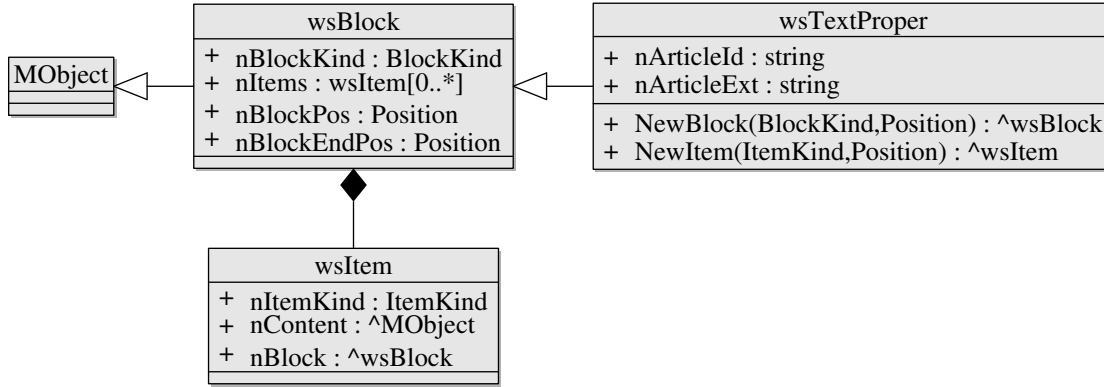 MObject
wsBlock
+ nBlockKind : BlockKind
+ nItems : wsItem[0..*]
+ nBlockPos : Position
+ nBlockEndPos : Position
wsTextProper
+ nArticleId : string
+ nArticleExt : string
+ NewBlock(BlockKind,Position) : ^wsBlock
+ NewItem(ItemKind,Position) : ^wsItem
wsItem
+ nItemKind : ItemKind
+ nContent : ^MObject
+ nBlock : ^wsBlock